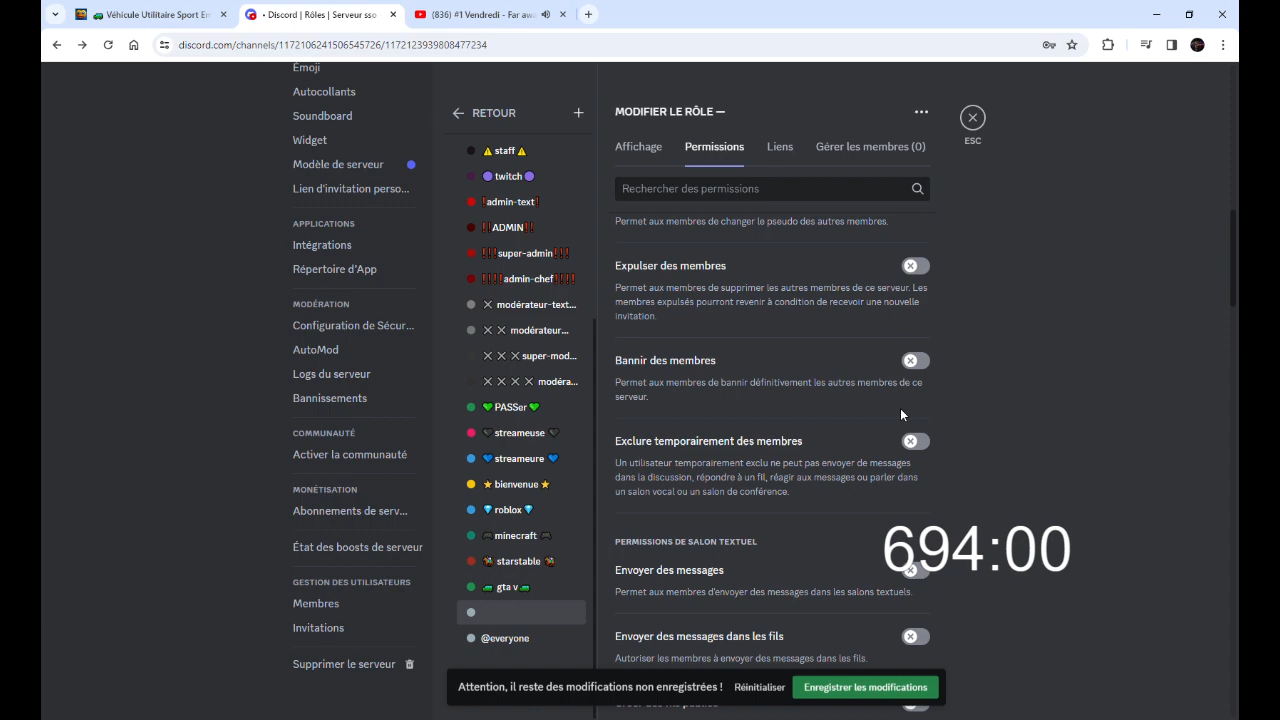 Véhicule Utilitaire Sport Em
• Discord | Rôles | Serveur sso
(836) #1 Vendredi - Far awa
discord.com/channels/1172106241506545726/1172123939808477234
Émoji
Autocollants
Soundboard
Widget
Modèle de serveur
Lien d'invitation perso...
APPLICATIONS
Intégrations
Répertoire d'App
MODÉRATION
Configuration de Sécur...
AutoMod
Logs du serveur
Bannissements
COMMUNAUTÉ
Activer la communauté
MONÉTISATION
Abonnements de serv...
État des boosts de serveur
GESTION DES UTILISATEURS
Membres
Invitations
Supprimer le serveur
RETOUR
⚠️ staff ⚠️
🟣 twitch 🟣
❗admin-text❗
❗❗ADMIN❗❗
❗❗❗super-admin❗❗❗
❗❗❗❗admin-chef❗❗❗❗
⚔ modérateur-text...
⚔ ⚔ modérateur...
⚔ ⚔ ⚔ super-mod...
⚔ ⚔ ⚔ ⚔ modéra...
💚 PASSer 💚
🖤 streameuse 🖤
💙 streameure 💙
⭐ bienvenue ⭐
💎 roblox 💎
🎮 minecraft 🎮
🏇 starstable 🏇
🚙 gta v 🚙
@everyone
MODIFIER LE RÔLE —
Affichage
Permissions
Liens
Gérer les membres (0)
ESC
Rechercher des permissions
Permet aux membres de changer le pseudo des autres membres.
Expulser des membres
Permet aux membres de supprimer les autres membres de ce serveur. Les
membres expulsés pourront revenir à condition de recevoir une nouvelle
invitation.
Bannir des membres
Permet aux membres de bannir définitivement les autres membres de ce
serveur.
Exclure temporairement des membres
Un utilisateur temporairement exclu ne peut pas envoyer de messages
dans la discussion, répondre à un fil, réagir aux messages ou parler dans
un salon vocal ou un salon de conférence.
PERMISSIONS DE SALON TEXTUEL
694:00
Envoyer des messages
Permet aux membres d'envoyer des messages dans les salons textuels.
Envoyer des messages dans les fils
Autoriser les membres à envoyer des messages dans les fils.
Attention, il reste des modifications non enregistrées !
Réinitialiser
Enregistrer les modifications